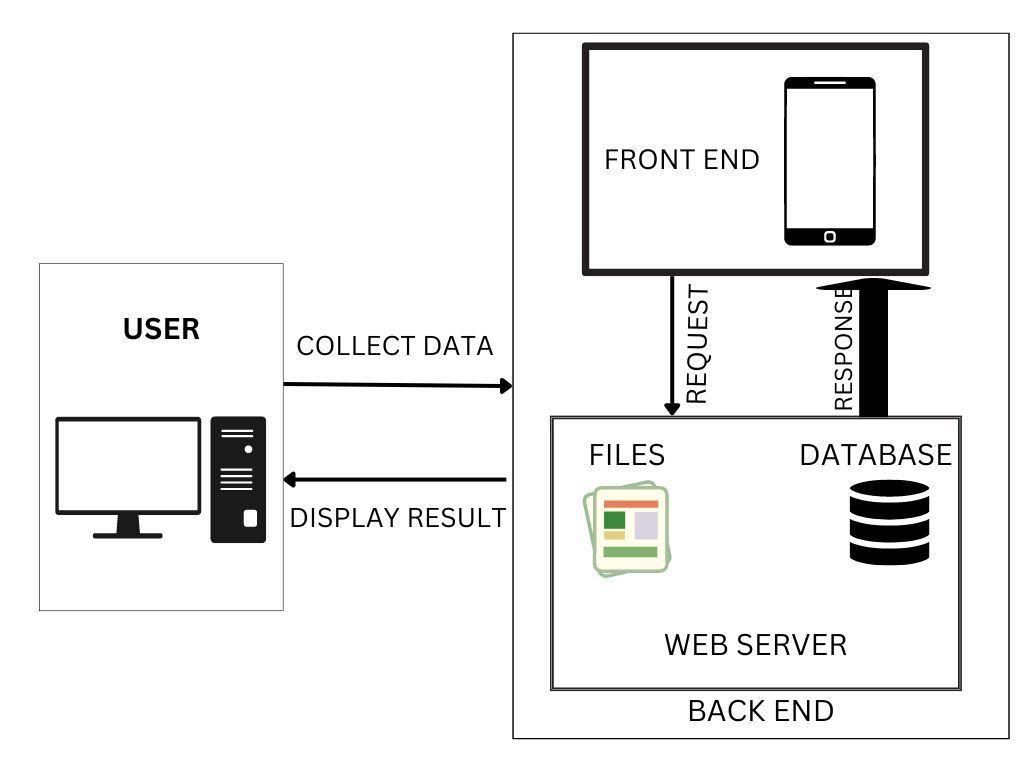 FRONT END
USER
COLLECT DATA
REQUEST
RESPONSE
DISPLAY RESULT
FILES
DATABASE
WEB SERVER
BACK END